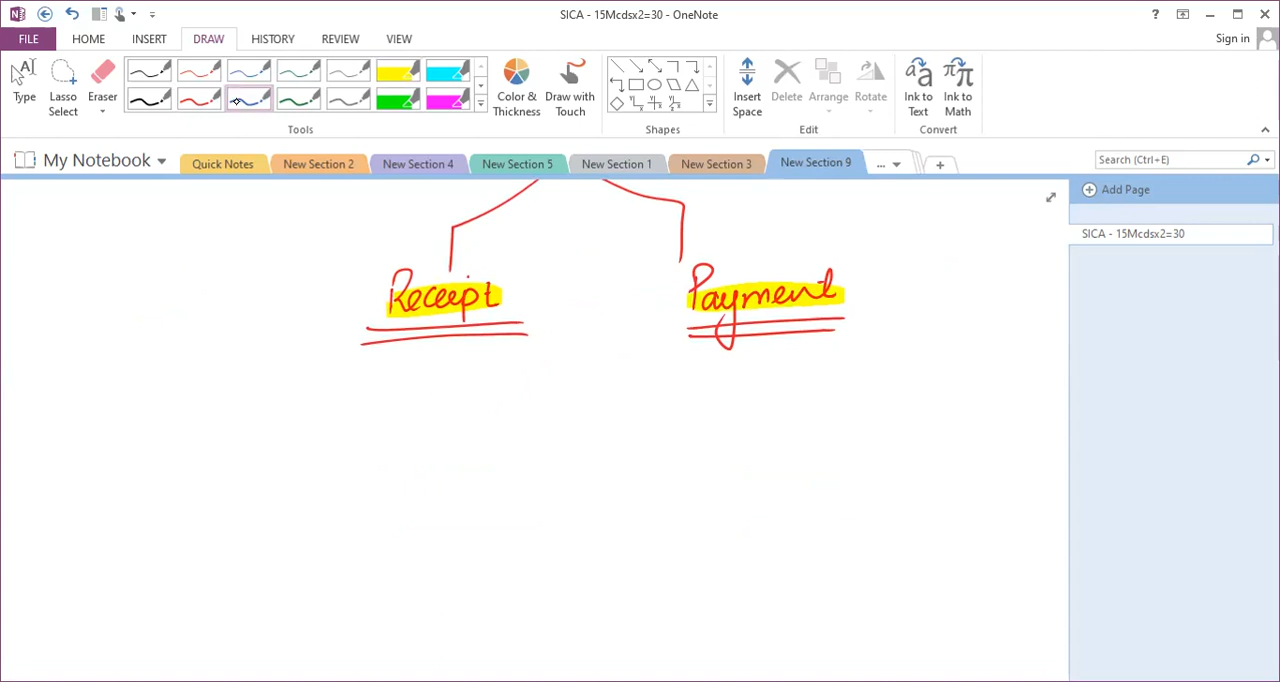 SICA - 15Mcdsx2=30 - OneNote
?
Sign in
FILE HOME INSERT DRAW HISTORY REVIEW VIEW
Type
Lasso Select
Eraser
Color & Thickness
Draw with Touch
Insert Space
Delete
Arrange
Rotate
Ink to Text
Ink to Math
Tools Shapes Edit Convert
My Notebook Quick Notes New Section 2 New Section 4 New Section 5 New Section 1 New Section 3 New Section 9 ... +
Search (Ctrl+E)
Add Page
SICA - 15Mcdsx2=30
Receipt Payment